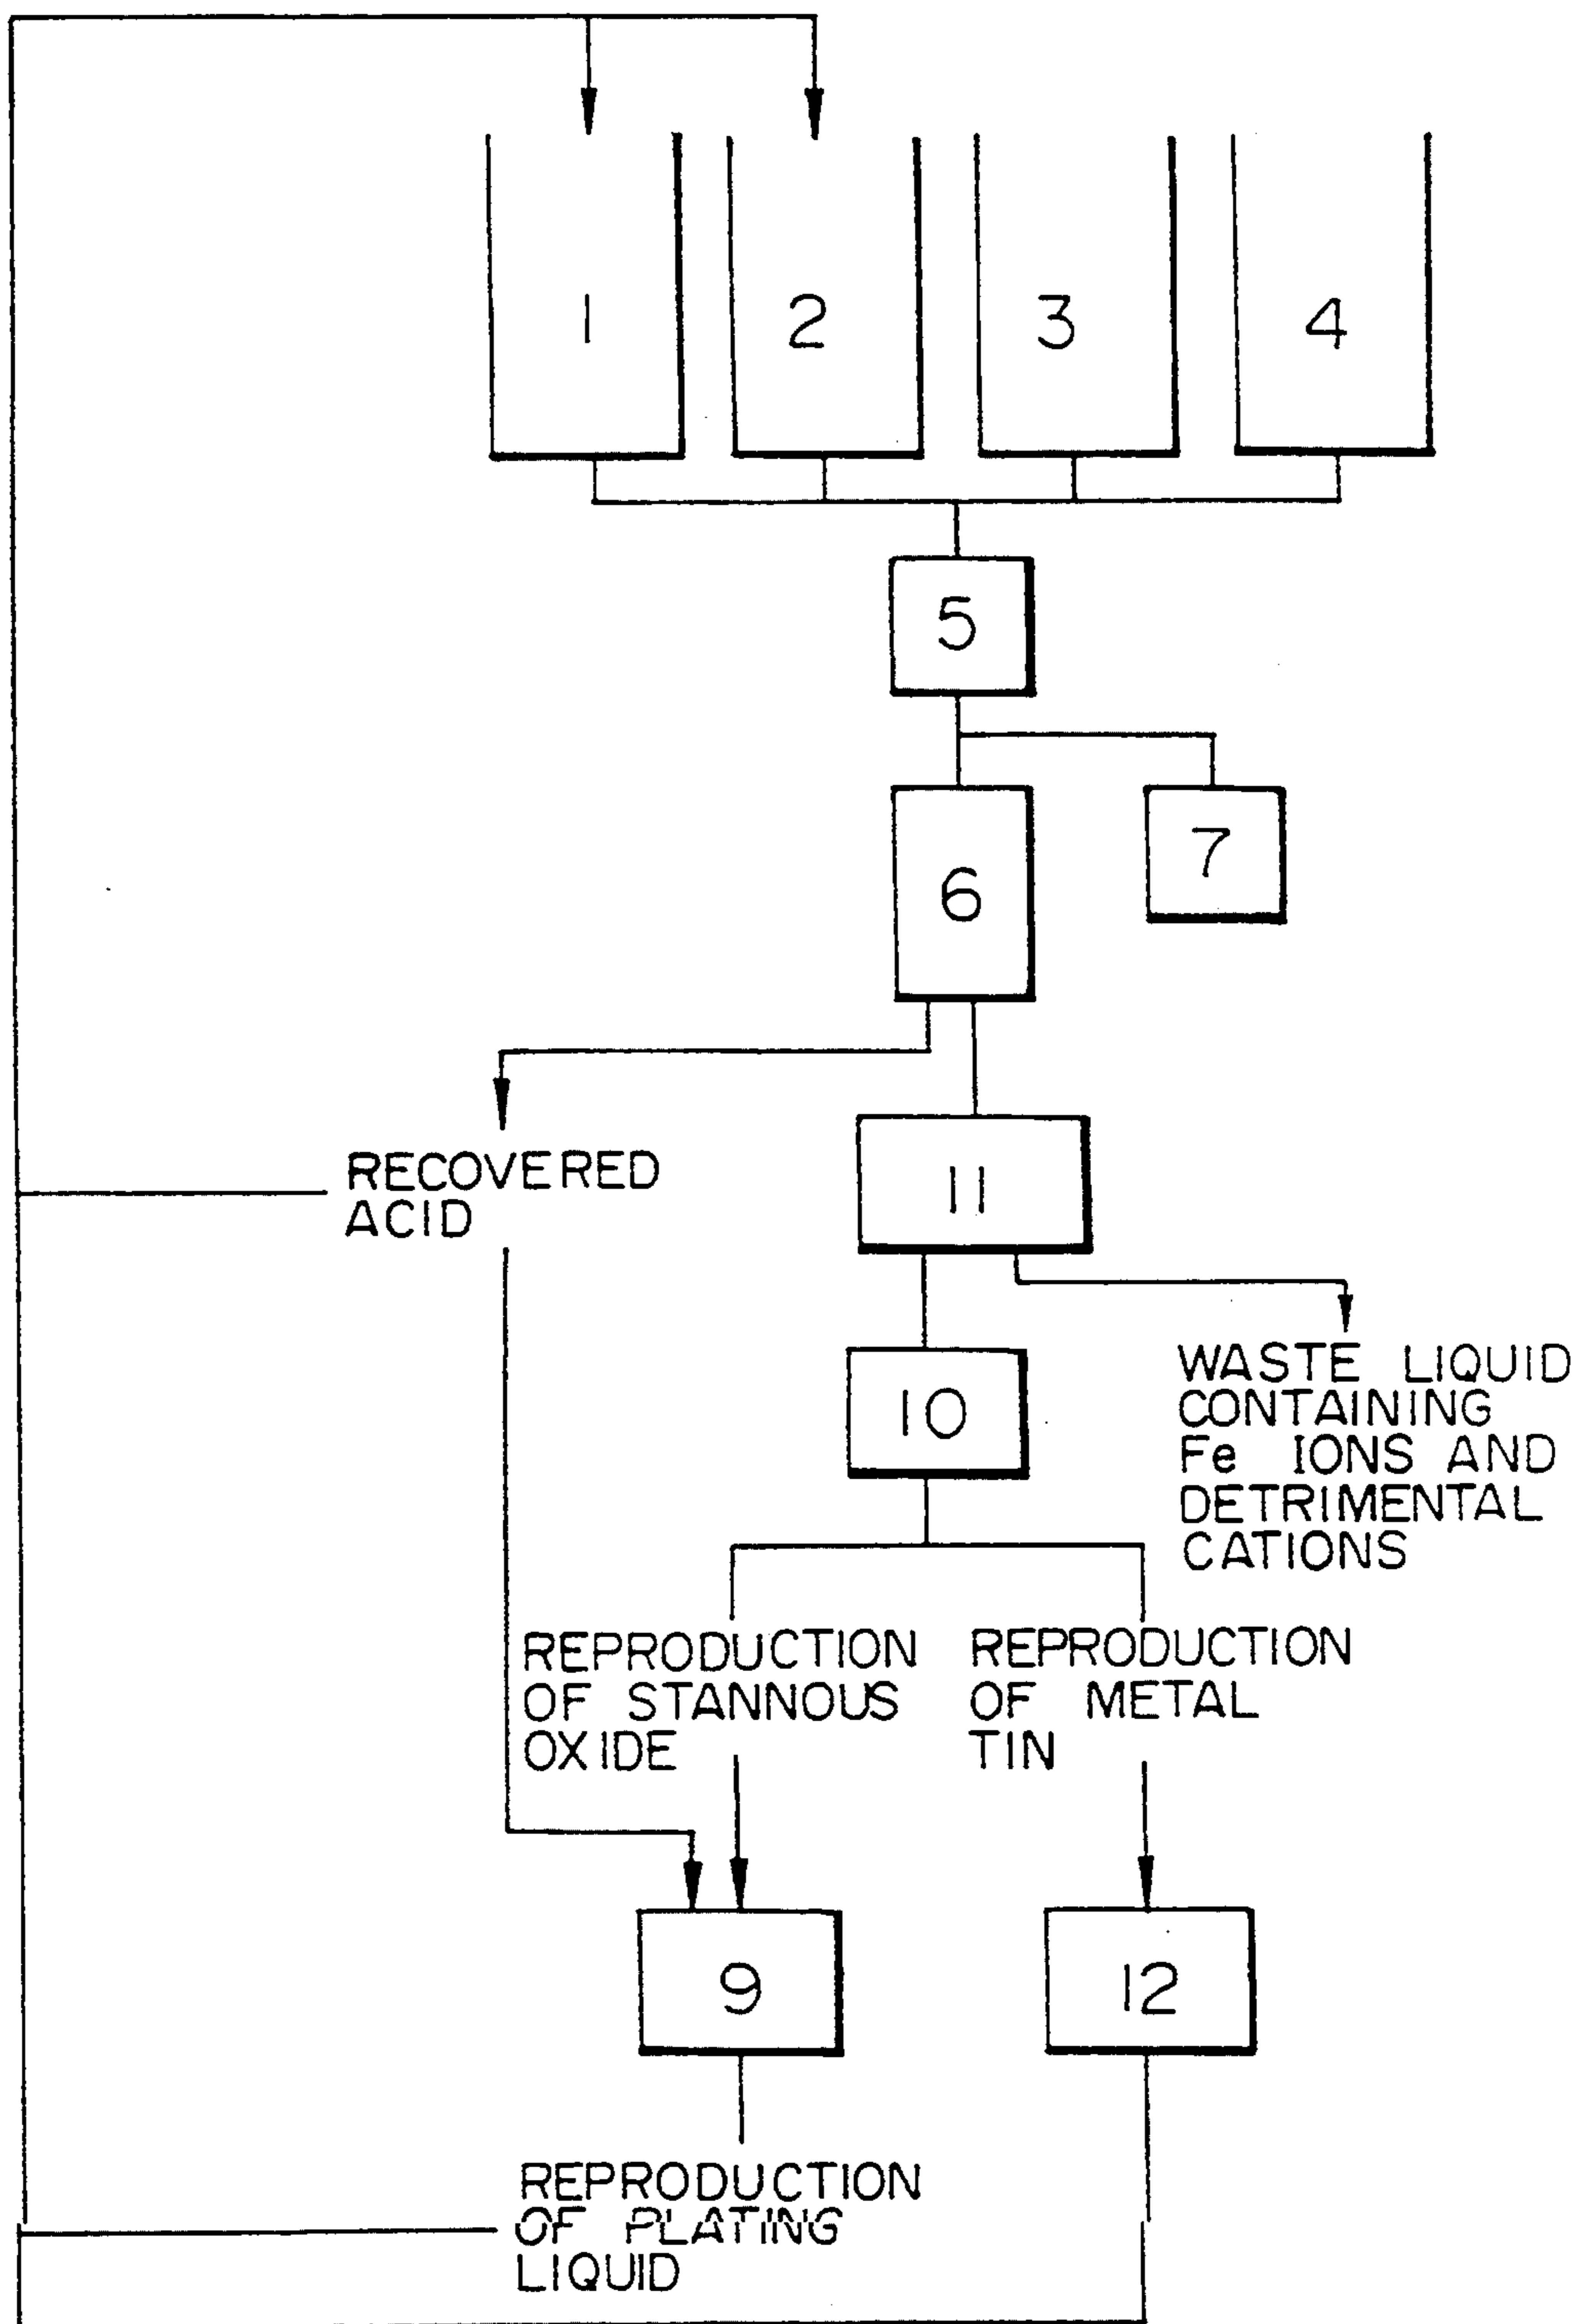 1
2
3
4
5
7
6
RECOVERED
ACID
11
WASTE LIQUID
CONTAINING
Fe IONS AND
DETRIMENTAL
CATIONS
10
REPRODUCTION
OF STANNOUS
OXIDE
REPRODUCTION
OF METAL
TIN
9
12
REPRODUCTION
OF PLATING
LIQUID